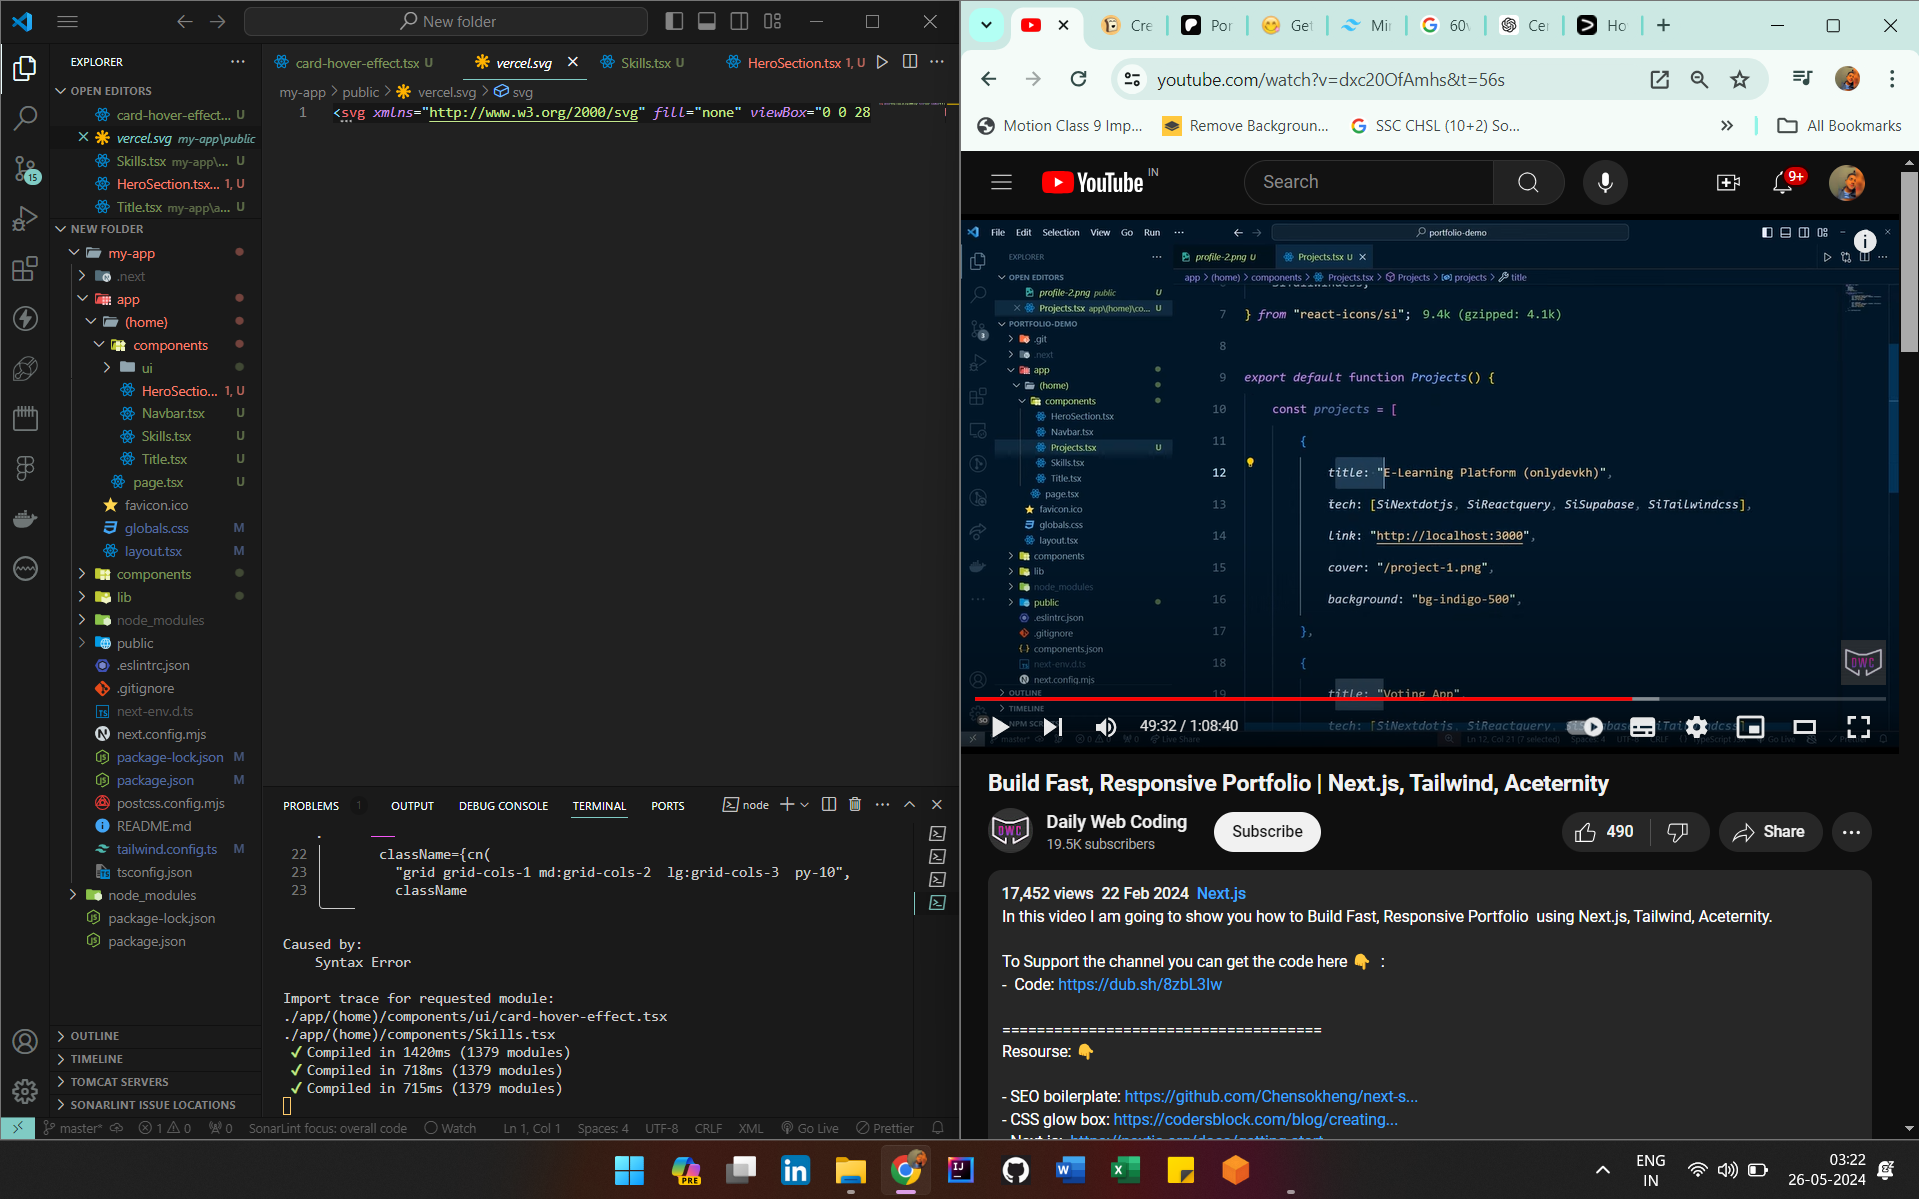 New folder
EXPLORER
OPEN EDITORS
card-hover-effect... U
vercel.svg my-app\public
Skills.tsx my-app\... U
HeroSection.tsx... 1, U
Title.tsx my-app\a... U
NEW FOLDER
my-app
.next
app
(home)
components
ui
HeroSectio... 1, U
Navbar.tsx U
Skills.tsx U
Title.tsx U
page.tsx U
favicon.ico
globals.css M
layout.tsx M
components
lib
node_modules
public
.eslintrc.json
.gitignore
next-env.d.ts
next.config.mjs
package-lock.json M
package.json M
postcss.config.mjs
README.md
tailwind.config.ts M
tsconfig.json
node_modules
package-lock.json
package.json
OUTLINE
TIMELINE
TOMCAT SERVERS
SONARLINT ISSUE LOCATIONS
15
card-hover-effect.tsx U
vercel.svg
Skills.tsx U
HeroSection.tsx 1, U
my-app > public > vercel.svg > svg
1 <svg xmlns="http://www.w3.org/2000/svg" fill="none" viewBox="0 0 28
PROBLEMS 1 OUTPUT DEBUG CONSOLE TERMINAL PORTS
node
22 className={cn(
23 "grid grid-cols-1 md:grid-cols-2 lg:grid-cols-3 py-10",
23 className
Caused by:
Syntax Error
Import trace for requested module:
./app/(home)/components/ui/card-hover-effect.tsx
./app/(home)/components/Skills.tsx
✓ Compiled in 1420ms (1379 modules)
✓ Compiled in 718ms (1379 modules)
✓ Compiled in 715ms (1379 modules)
master* 1 0 0 SonarLint focus: overall code Watch Ln 1, Col 1 Spaces: 4 UTF-8 CRLF XML Go Live Prettier
Cre
Por
Get
Mir
60v
Cer
Ho
youtube.com/watch?v=dxc20OfAmhs&t=56s
Motion Class 9 Imp...
Remove Backgroun...
SSC CHSL (10+2) So...
All Bookmarks
YouTube IN
Search
9+
File Edit Selection View Go Run
portfolio-demo
EXPLORER
profile-2.png U
Projects.tsx U
OPEN EDITORS
profile-2.png public U
Projects.tsx app\(home)\co... U
PORTFOLIO-DEMO
.git
.next
app
(home)
components
HeroSection.tsx
Navbar.tsx
Projects.tsx U
Skills.tsx
Title.tsx
page.tsx
favicon.ico
globals.css
layout.tsx
components
lib
node_modules
public
.eslintrc.json
.gitignore
components.json
next-env.d.ts
next.config.mjs
OUTLINE
TIMELINE
app > (home) > components > Projects.tsx > Projects > projects > title
7 } from "react-icons/si"; 9.4k (gzipped: 4.1k)
8
9 export default function Projects() {
10 const projects = [
11 {
12 title: "E-Learning Platform (onlydevkh)",
13 tech: [SiNextdotjs, SiReactquery, SiSupabase, SiTailwindcss],
14 link: "http://localhost:3000",
15 cover: "/project-1.png",
16 background: "bg-indigo-500",
17 },
18 {
19 title: "Voting App",
DWC
49:32 / 1:08:40
Build Fast, Responsive Portfolio | Next.js, Tailwind, Aceternity
DWC
Daily Web Coding
19.5K subscribers
Subscribe
490
Share
17,452 views 22 Feb 2024 Next.js
In this video I am going to show you how to Build Fast, Responsive Portfolio using Next.js, Tailwind, Aceternity.
To Support the channel you can get the code here 👇 :
- Code: https://dub.sh/8zbL3Iw
=====================================
Resourse: 👇
- SEO boilerplate: https://github.com/Chensokheng/next-s...
- CSS glow box: https://codersblock.com/blog/creating...
PRE
ENG
IN
03:22
26-05-2024